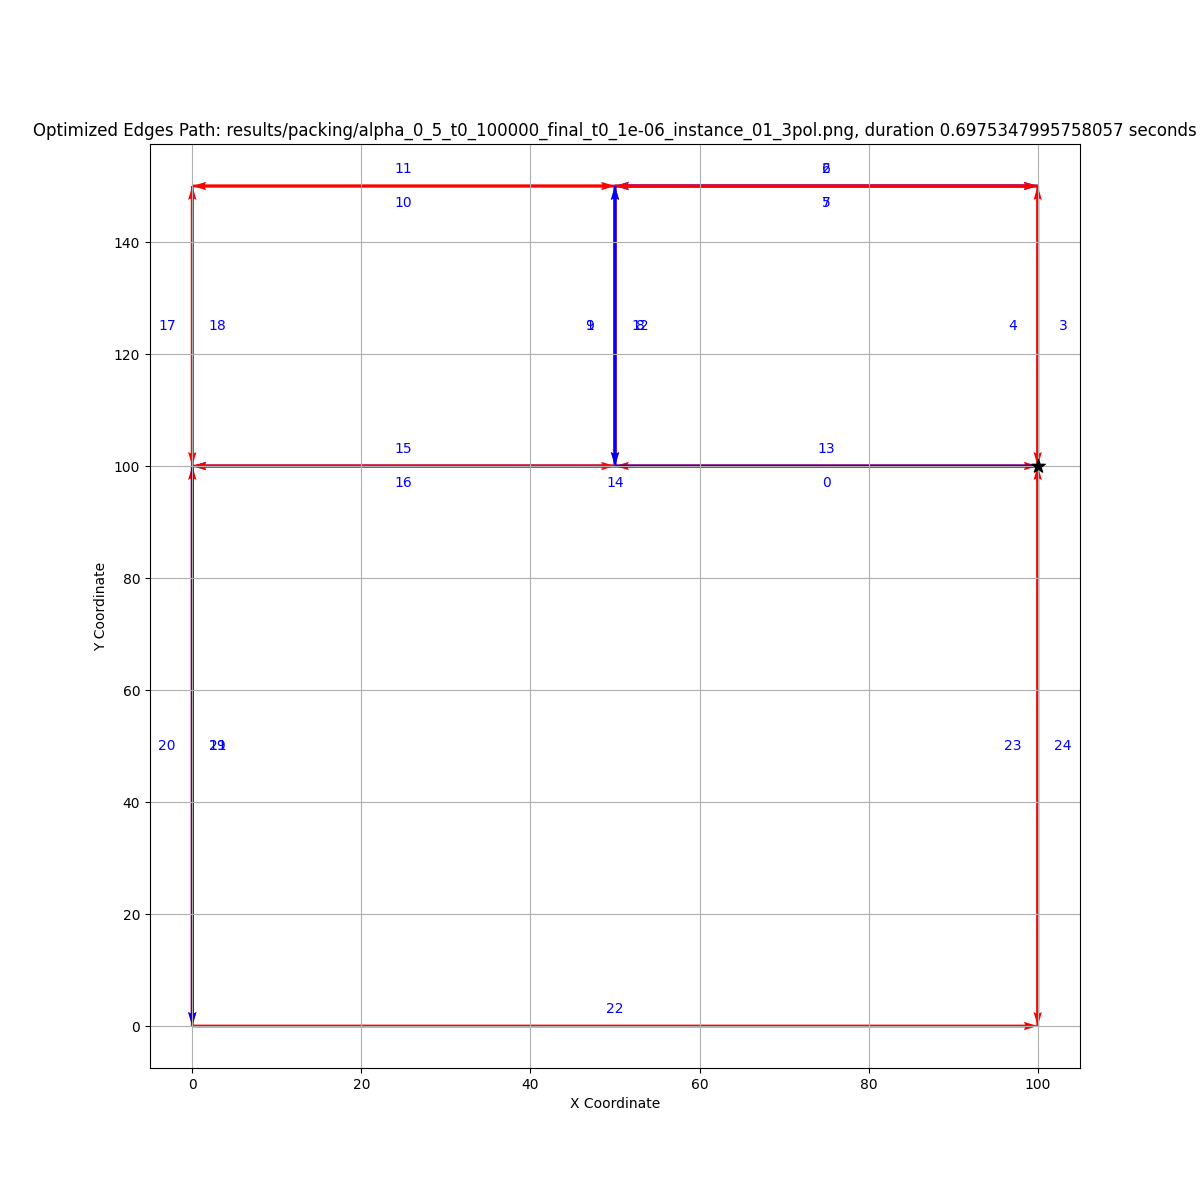 Optimized Edges Path: results/packing/alpha_0_5_t0_100000_final_t0_1e-06_instance_01_3pol.png, duration 0.6975347995758057 seconds
11
10
140
17 18 12 4 3
120
15 13
100
16 14 0
80
Y Coordinate
60
20 23 24
40
20
22
0
0 20 40 60 80 100
X Coordinate